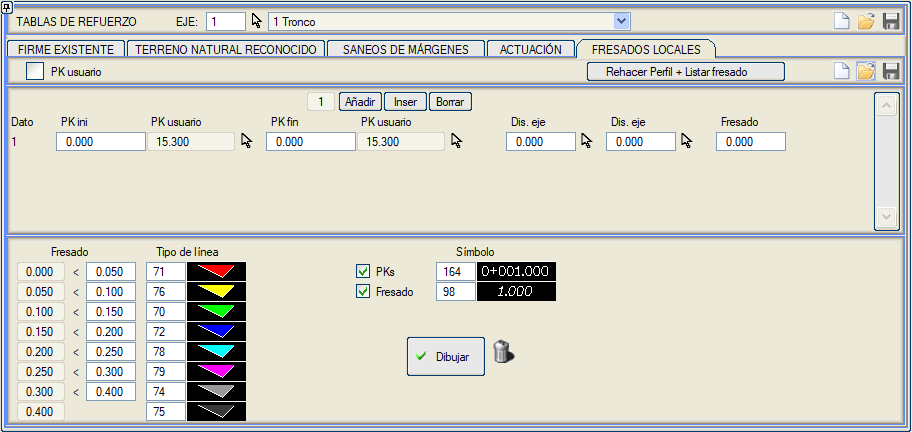 TABLAS DE REFUERZO EJE: 1 1 Tronco
FIRME EXISTENTE TERRENO NATURAL RECONOCIDO SANEOS DE MÁRGENES ACTUACIÓN FRESADOS LOCALES
PK usuario Rehacer Perfil + Listar fresado
1 Añadir Inser Borrar
Dato PK ini PK usuario PK fin PK usuario Dis. eje Dis. eje Fresado
1 0.000 15.300 0.000 15.300 0.000 0.000 0.000
Fresado Tipo de línea Símbolo
0.000 < 0.050 71 PKs 164 0+001.000
0.050 < 0.100 76 Fresado 98 1.000
0.100 < 0.150 70
0.150 < 0.200 72
0.200 < 0.250 78 Dibujar
0.250 < 0.300 79
0.300 < 0.400 74
0.400 75